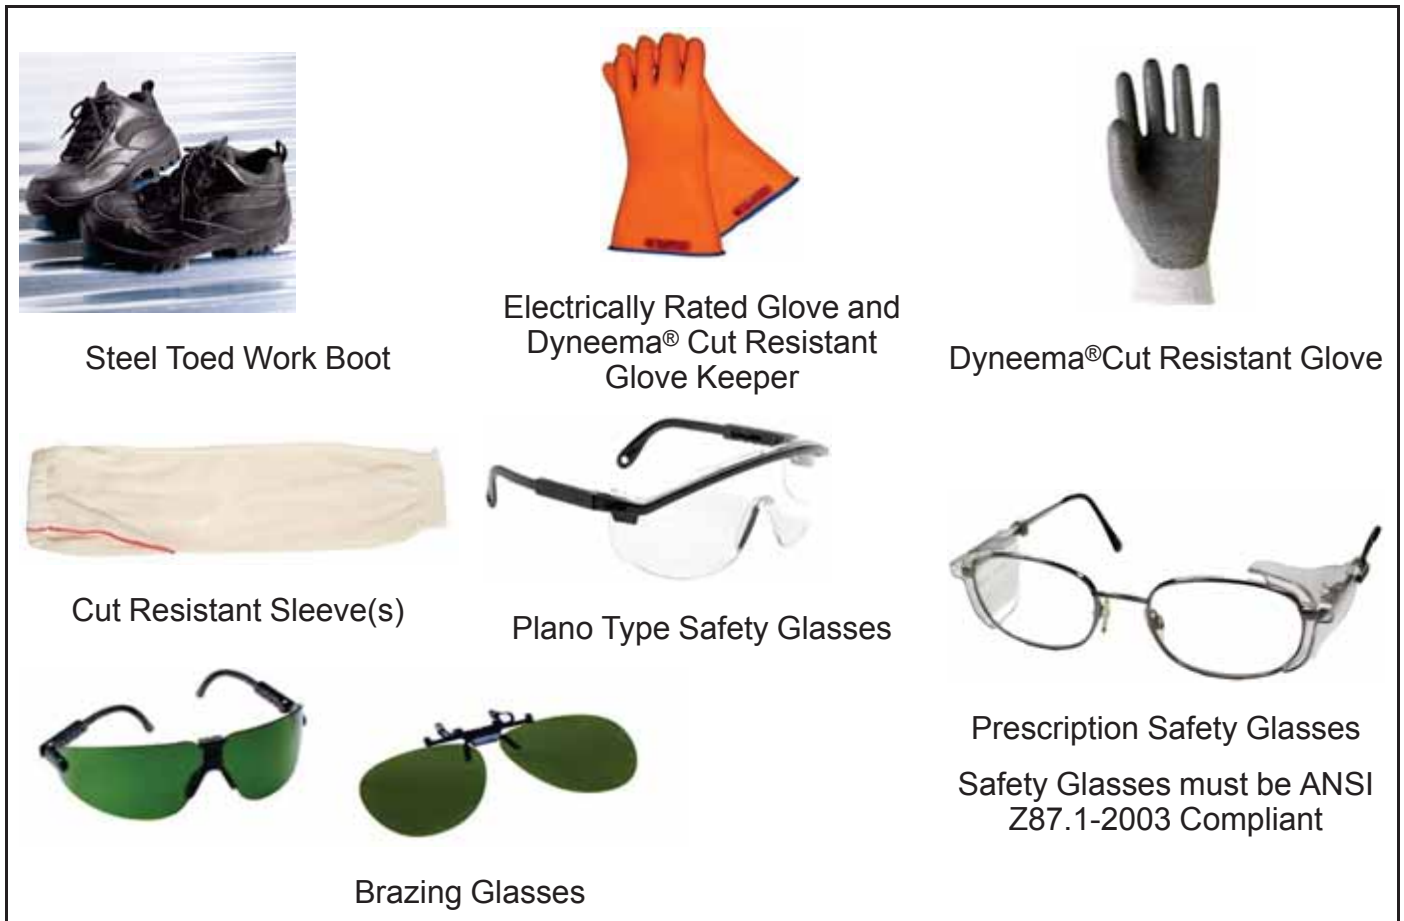 Steel Toed Work Boot
Electrically Rated Glove and
Dyneema® Cut Resistant
Glove Keeper
Dyneema®Cut Resistant Glove
Cut Resistant Sleeve(s)
Plano Type Safety Glasses
Prescription Safety Glasses
Safety Glasses must be ANSI
Z87.1-2003 Compliant
Brazing Glasses